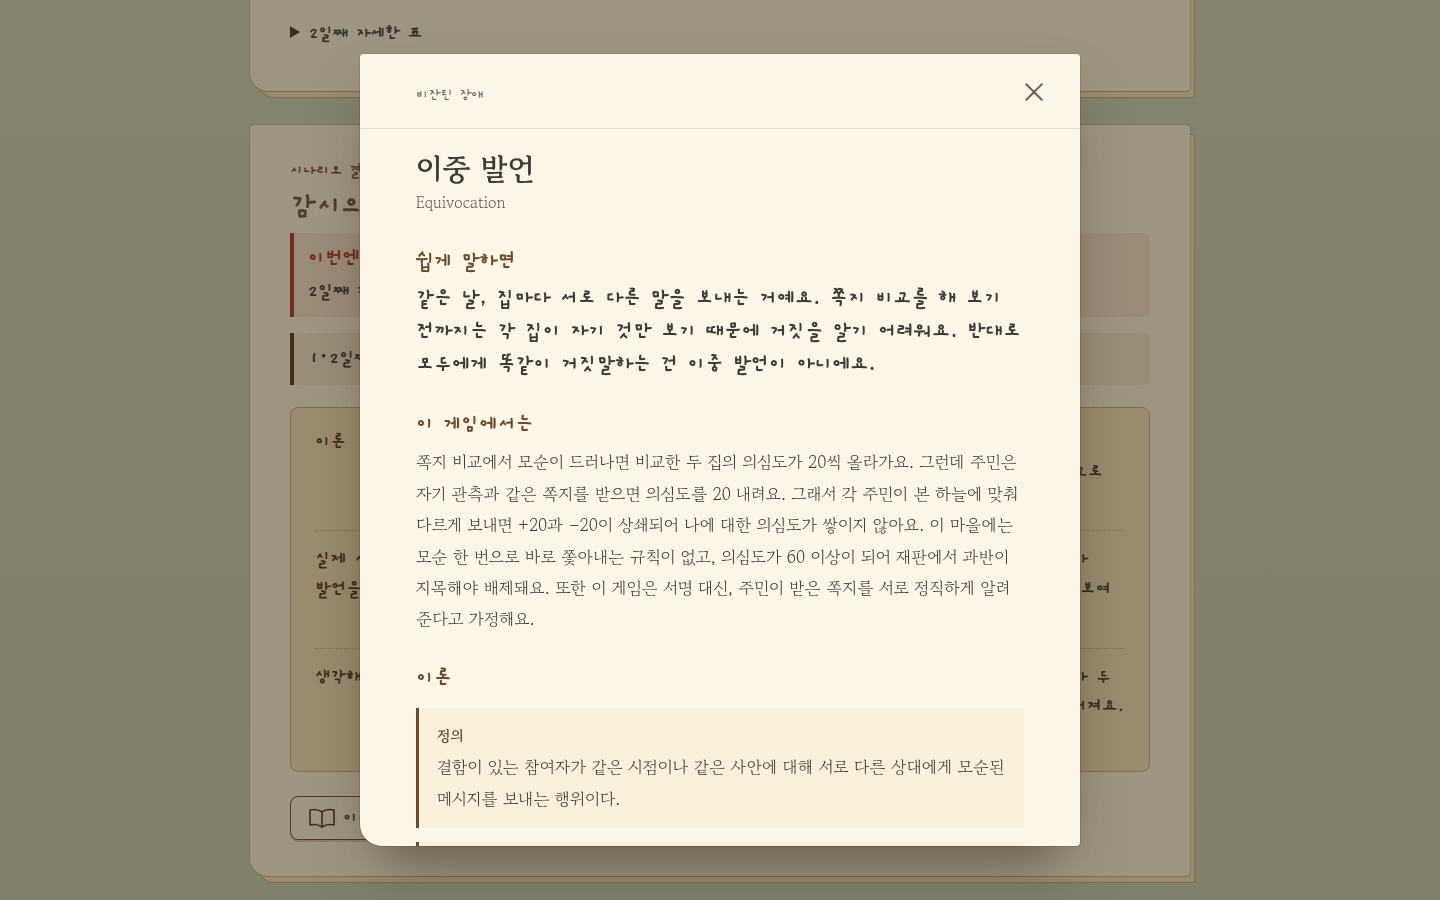 ▶ 2일째 자세한 표
시나리오 결
감시으
이번엔
2일째
1·2일째
이론
실제
발언을
생각해
이
비잔틴 장애
이중 발언
Equivocation
쉽게 말하면
같은 날, 집마다 서로 다른 말을 보내는 거예요. 쪽지 비교를 해 보기
전까지는 각 집이 자기 것만 보기 때문에 거짓을 알기 어려워요. 반대로
모두에게 똑같이 거짓말하는 건 이중 발언이 아니에요.
이 게임에서는
쪽지 비교에서 모순이 드러나면 비교한 두 집의 의심도가 20씩 올라가요. 그런데 주민은
자기 관측과 같은 쪽지를 받으면 의심도를 20 내려요. 그래서 각 주민이 본 하늘에 맞춰
다르게 보내면 +20과 −20이 상쇄되어 나에 대한 의심도가 쌓이지 않아요. 이 마을에는
모순 한 번으로 바로 쫓아내는 규칙이 없고, 의심도가 60 이상이 되어 재판에서 과반이
지목해야 배제돼요. 또한 이 게임은 서명 대신, 주민이 받은 쪽지를 서로 정직하게 알려
준다고 가정해요.
이론
정의
결함이 있는 참여자가 같은 시점이나 같은 사안에 대해 서로 다른 상대에게 모순된
메시지를 보내는 행위이다.
로
보여
두
져요.